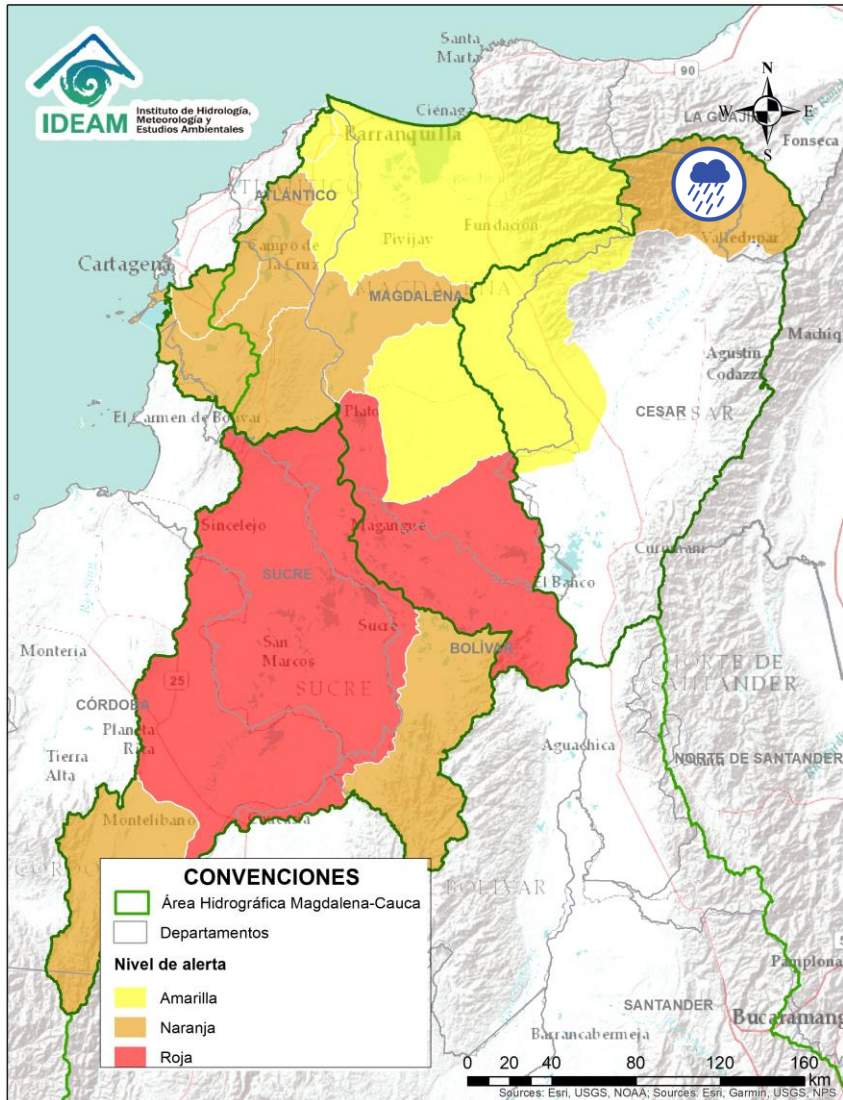 IDEAM
Instituto de Hidrología,
Meteorología y
Estudios Ambientales
Santa
Marta
90
N
W
E
S
LA GUAJIR
Ciénaga
Fonseca
Barranquilla
ATLÁNTICO
Fundación
Pivijay
Valledupar
Campo de
la Cruz
Cartagena
MAGDALENA
Machiq
Agustín
Codazzi
CESAR
Plato
El Carmen de Bolívar
Sincelejo
Magangué
Curumaní
SUCRE
El Banco
Sucre
BOLÍVAR
San
Marcos
SUCRE
Montería
25
NORTE DE
SANTANDER
CÓRDOBA
Planeta
Rica
Tierra
Alta
Aguachica
NORTE DE SANTANDER
Montelíbano
BOLÍVAR
CONVENCIONES
Área Hidrográfica Magdalena-Cauca
Departamentos
Nivel de alerta
Amarilla
Naranja
Roja
Pamplona
SANTANDER
Bucaramang
Barrancabermeja
0 20 40 80 120 160
km
Sources: Esri, USGS, NOAA; Sources: Esri, Garmin, USGS, NPS